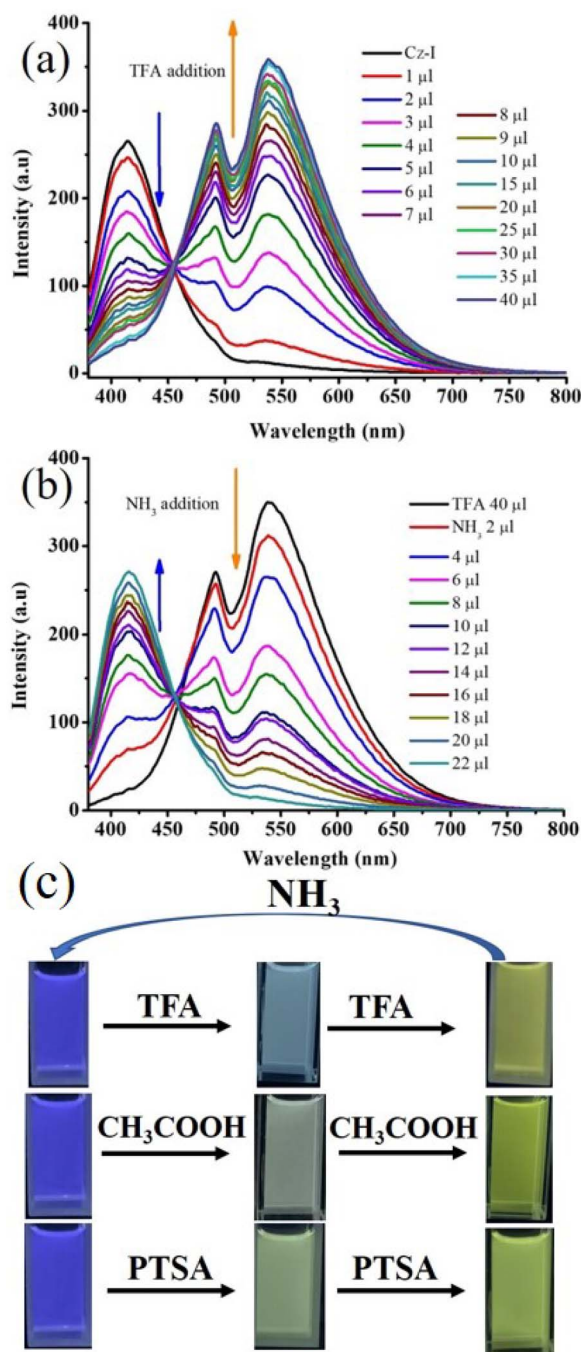 (a)
TFA addition
Cz-I
1 µl
2 µl
3 µl
4 µl
5 µl
6 µl
7 µl
8 µl
9 µl
10 µl
15 µl
20 µl
25 µl
30 µl
35 µl
40 µl
400
300
200
100
0
Intensity (a.u)
400 450 500 550 600 650 700 750 800
Wavelength (nm)
(b)
NH3 addition
TFA 40 µl
NH3 2 µl
4 µl
6 µl
8 µl
10 µl
12 µl
14 µl
16 µl
18 µl
20 µl
22 µl
400
300
200
100
0
Intensity (a.u)
400 450 500 550 600 650 700 750 800
Wavelength (nm)
(c)
NH3
TFA TFA
CH3COOH CH3COOH
PTSA PTSA